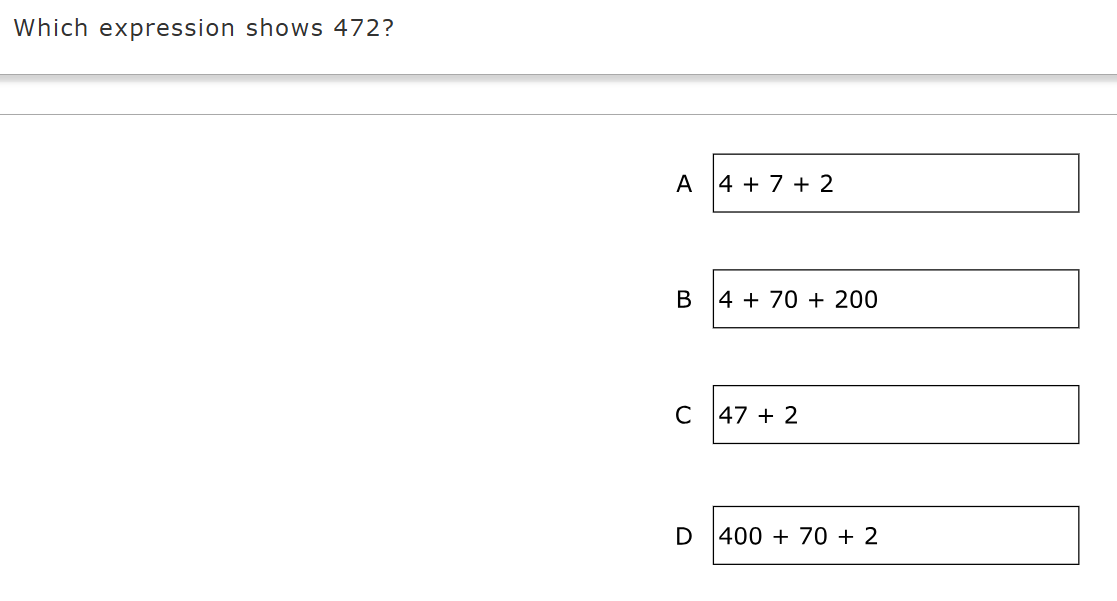 Which expression shows 472?
A 4 + 7 + 2
B 4 + 70 + 200
C 47 + 2
D 400 + 70 + 2